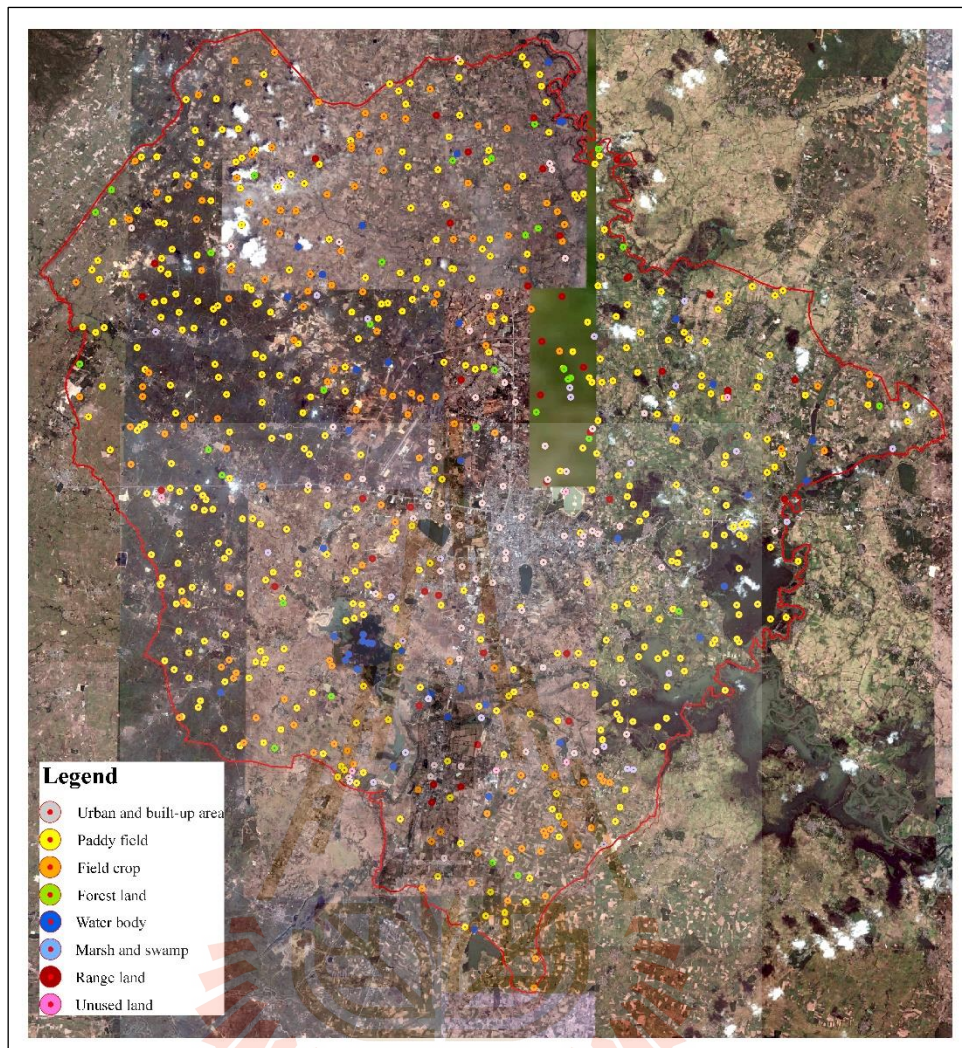 Legend
Urban and built-up area
Paddy field
Field crop
Forest land
Water body
Marsh and swamp
Range land
Unused land